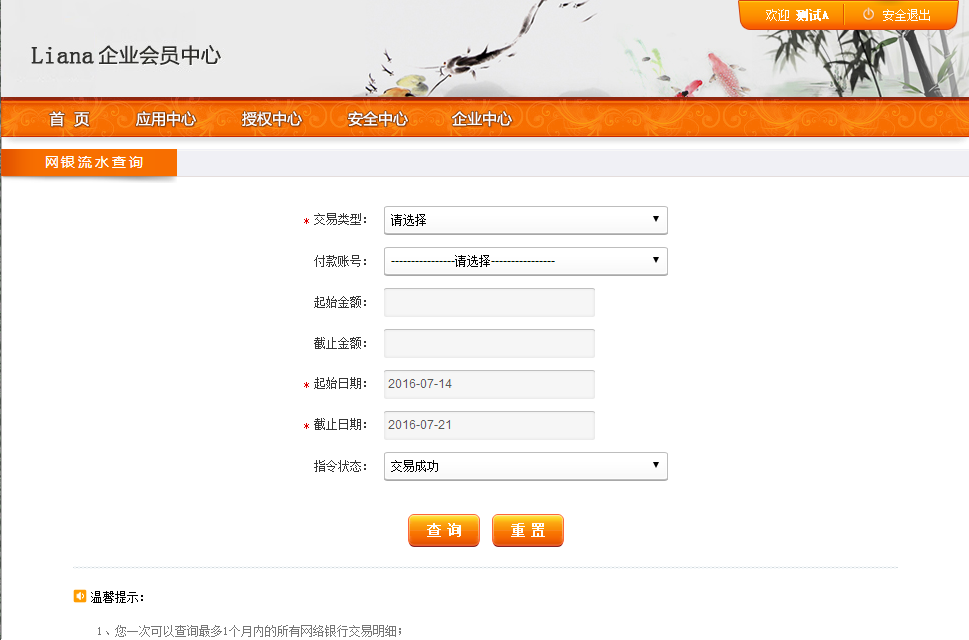 欢迎 测试A 安全退出
Liana 企业会员中心
首 页 应用中心 授权中心 安全中心 企业中心
网银流水查询
* 交易类型： 请选择
付款账号： ----------------请选择----------------
起始金额：
截止金额：
* 起始日期： 2016-07-14
* 截止日期： 2016-07-21
指令状态： 交易成功
查 询 重 置
温馨提示：
1、您一次可以查询最多1个月内的所有网络银行交易明细；